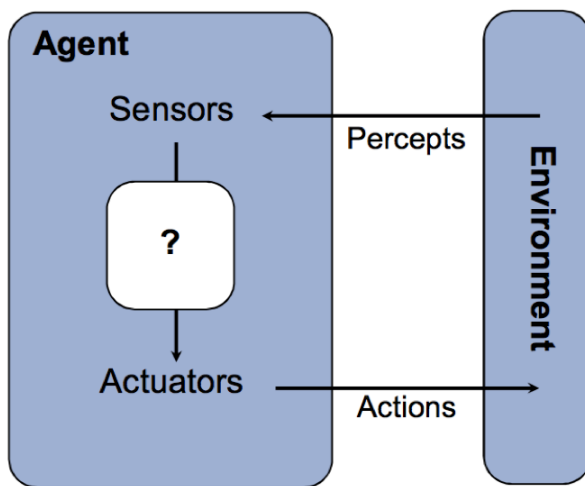 Agent
Sensors
Percepts
?
Environment
Actuators
Actions